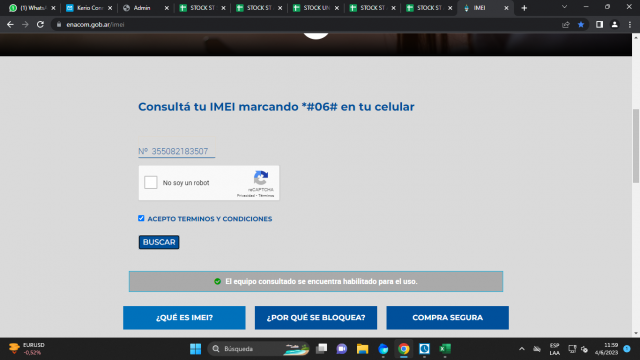 (1) Whats
Kerio Conn
Admin
STOCK ST
STOCK ST
STOCK UN
STOCK ST
STOCK ST
IMEI
enacom.gob.ar/imei
Consultá tu IMEI marcando *#06# en tu celular
Nº 355082183507
No soy un robot
reCAPTCHA
Privacidad - Términos
ACEPTO TERMINOS Y CONDICIONES
BUSCAR
El equipo consultado se encuentra habilitado para el uso.
¿QUÉ ES IMEI?
¿POR QUÉ SE BLOQUEA?
COMPRA SEGURA
EURUSD
-0,52%
Búsqueda
ESP
LAA
11:59
4/6/2023